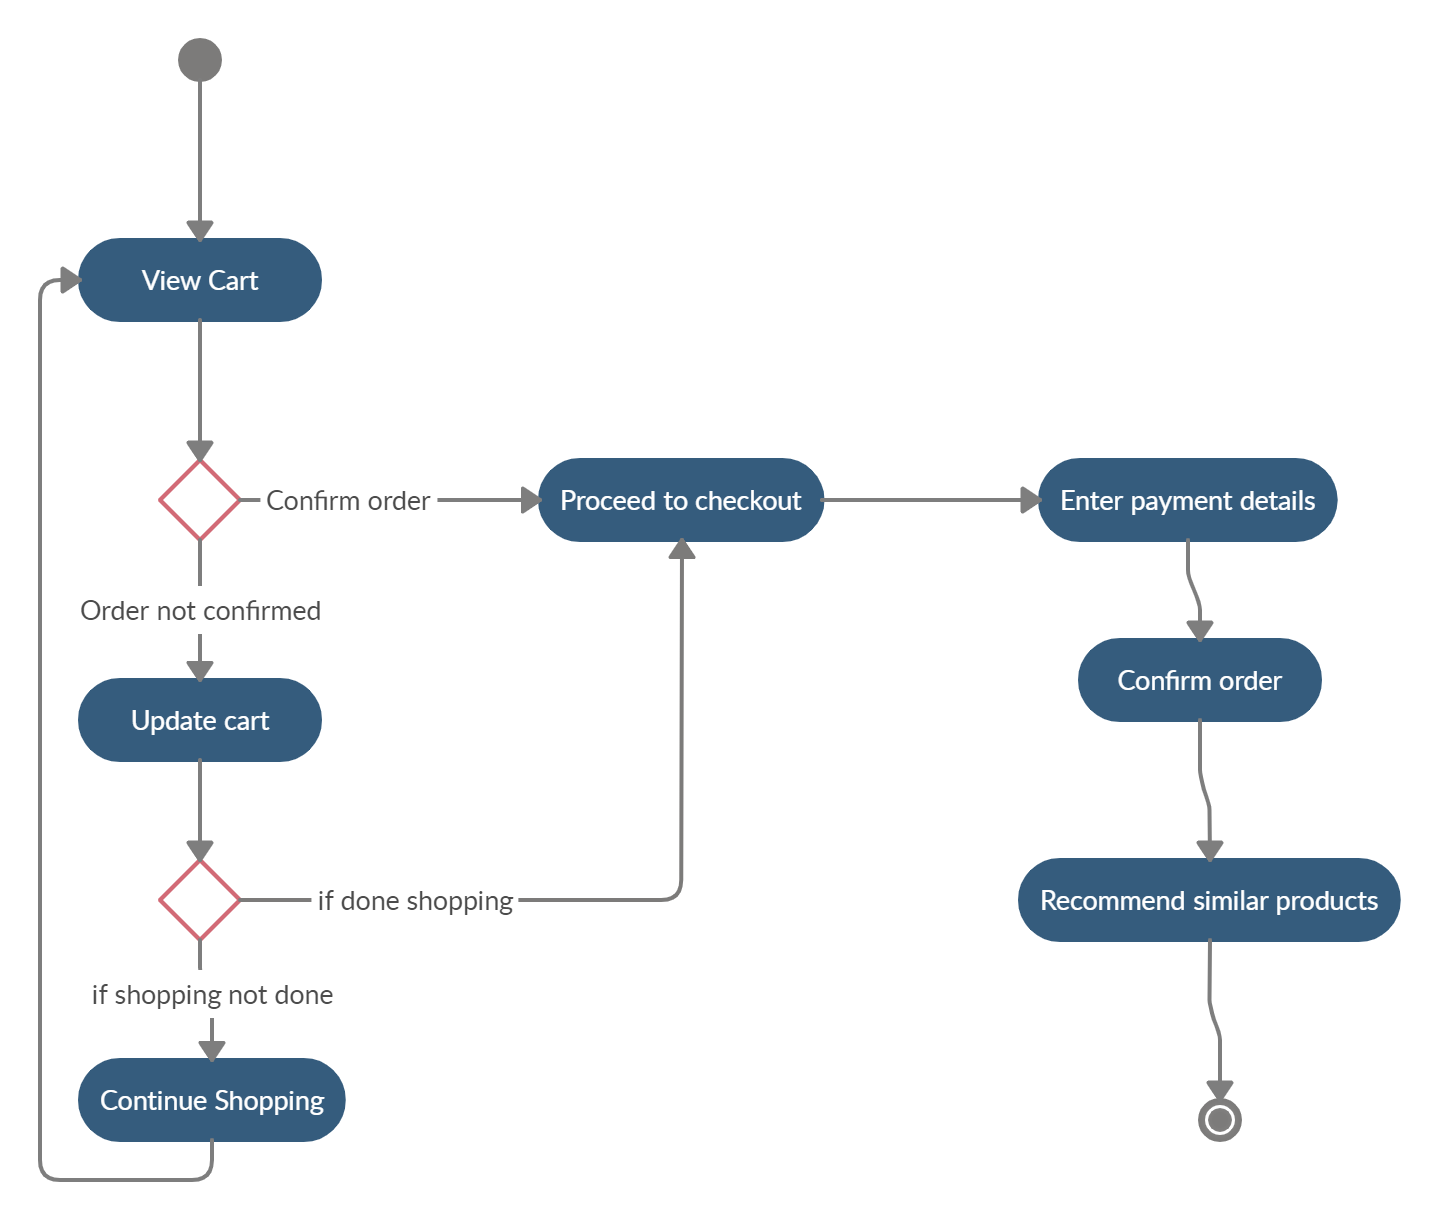 View Cart
Confirm order
Proceed to checkout
Enter payment details
Order not confirmed
Confirm order
Update cart
if done shopping
Recommend similar products
if shopping not done
Continue Shopping